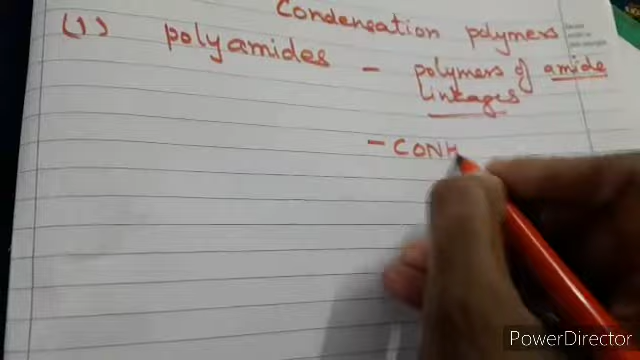 Condensation polymers
(1) polyamides - polymers of amide
linkages
- CONH
PowerDirector